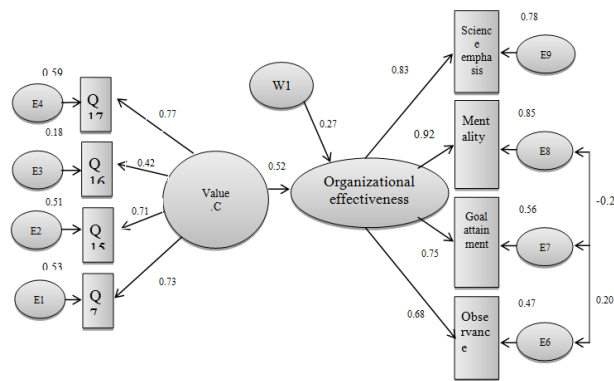 0.59
E4
Q
17
0.77
0.18
E3
Q
16
0.42
0.51
E2
Q
15
0.71
0.53
E1
Q
7
0.73
Value
.C
0.52
W1
0.27
Organizational
effectiveness
0.83
Scienc
e
emph
asis
0.78
E9
0.92
Ment
ality
0.85
E8
0.75
Goal
attain
ment
0.56
E7
0.68
Obse
rvanc
e
0.47
E6
-0.2
0.20